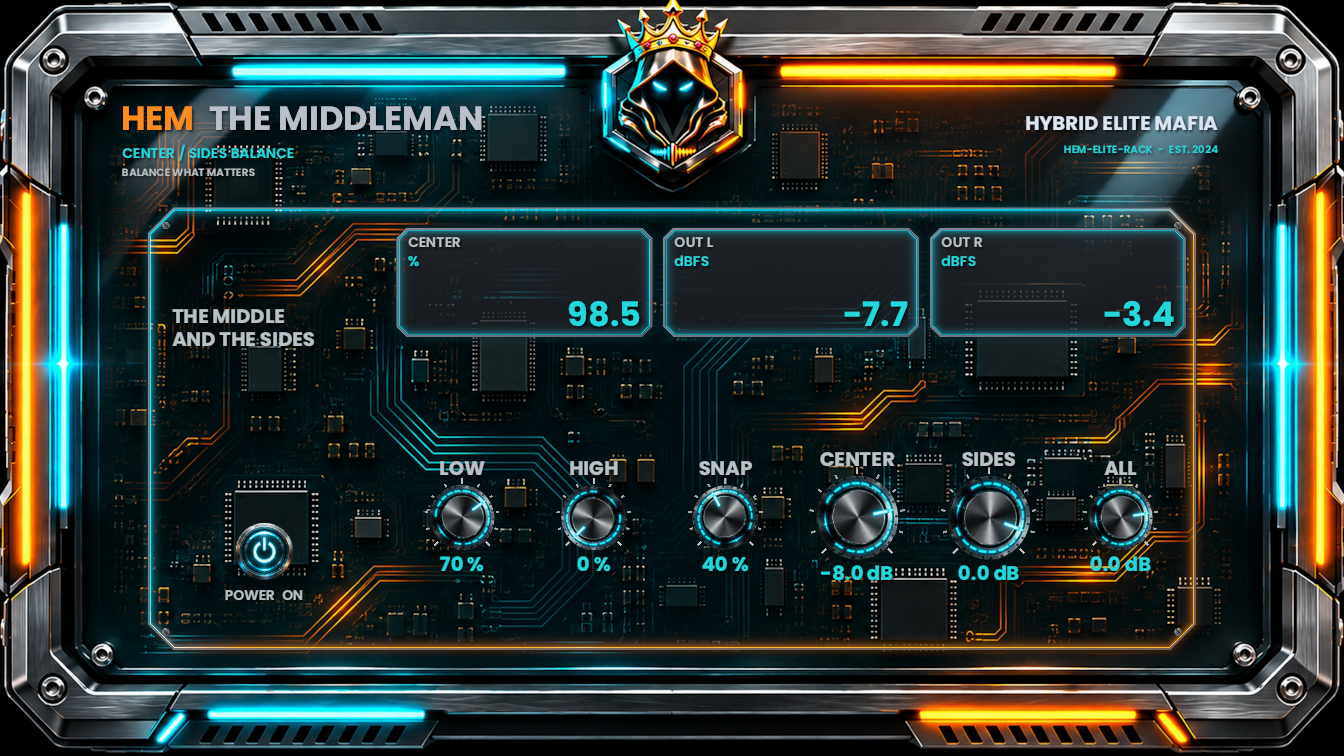 HEM THE MIDDLEMAN
CENTER / SIDES BALANCE
BALANCE WHAT MATTERS
HYBRID ELITE MAFIA
HEM-ELITE-RACK - EST. 2024
CENTER
%
98.5
OUT L
dBFS
-7.7
OUT R
dBFS
-3.4
THE MIDDLE
AND THE SIDES
LOW
70 %
HIGH
0 %
SNAP
40 %
CENTER
-8.0 dB
SIDES
0.0 dB
ALL
0.0 dB
POWER ON